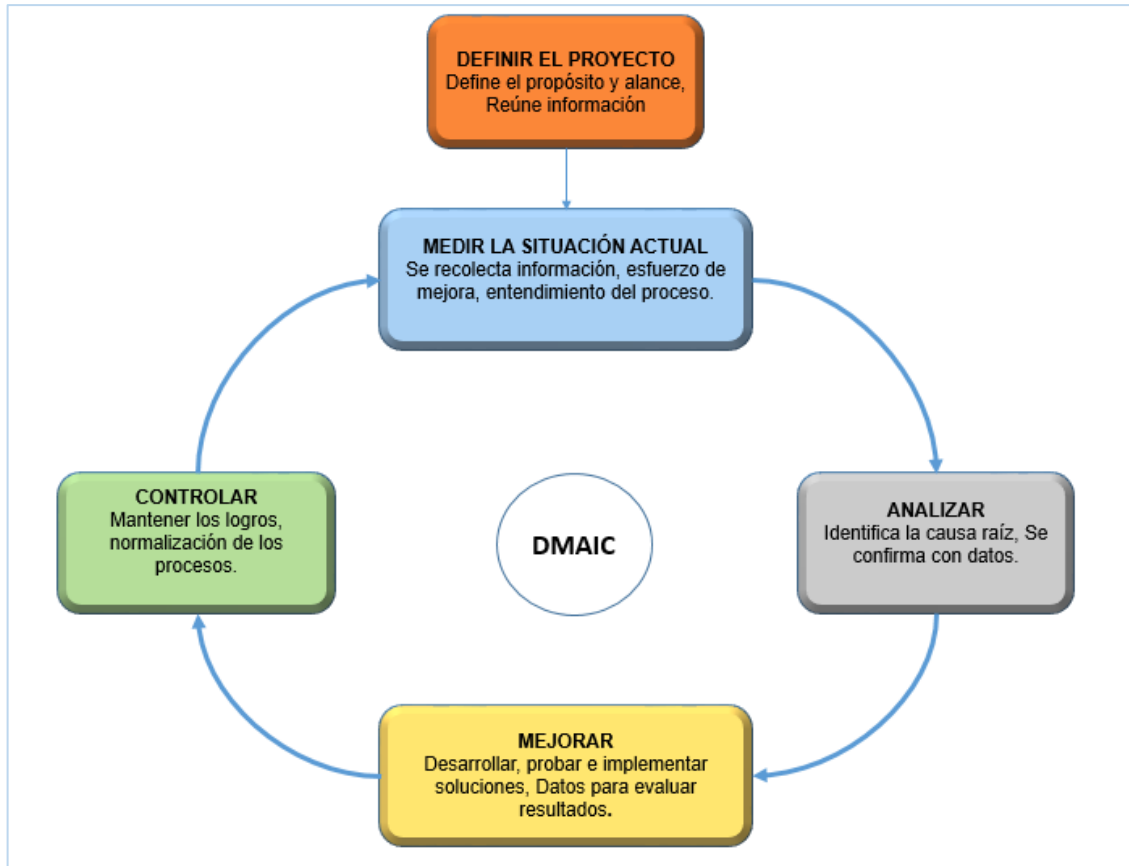 DEFINIR EL PROYECTO
Define el propósito y alance,
Reúne información
MEDIR LA SITUACIÓN ACTUAL
Se recolecta información, esfuerzo de
mejora, entendimiento del proceso.
CONTROLAR
Mantener los logros,
normalización de los
procesos.
DMAIC
ANALIZAR
Identifica la causa raíz, Se
confirma con datos.
MEJORAR
Desarrollar, probar e implementar
soluciones, Datos para evaluar
resultados.